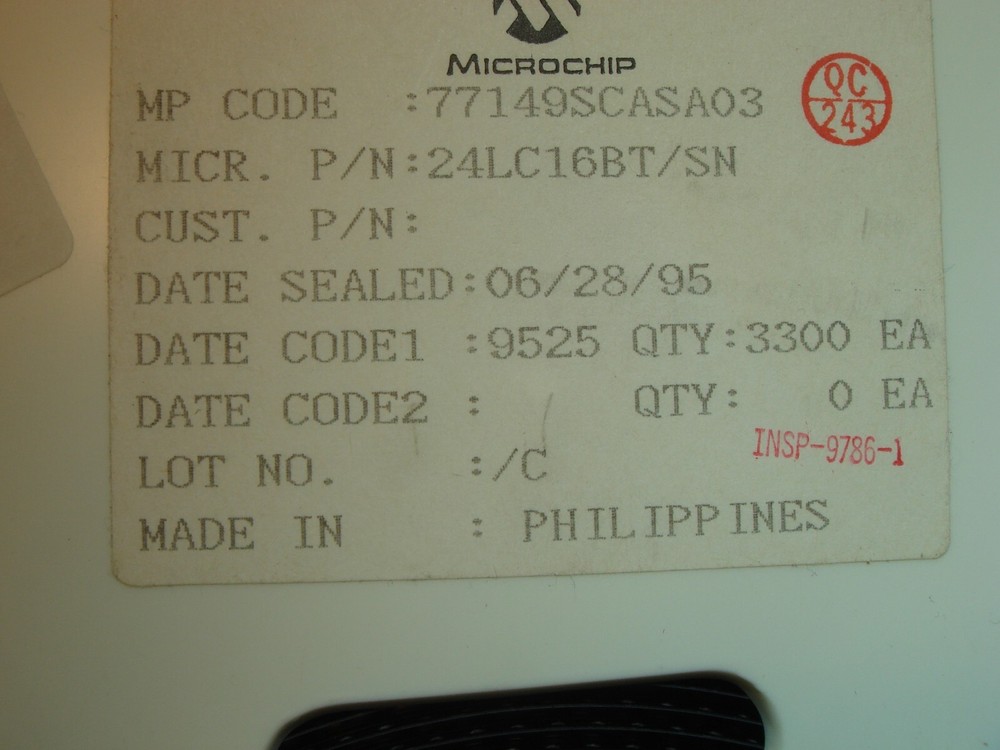 MICROCHIP
QC
243
MP CODE :77149SCASA03
MICR. P/N:24LC16BT/SN
CUST. P/N:
DATE SEALED:06/28/95
DATE CODE1 :9525 QTY:3300 EA
DATE CODE2 : QTY: 0 EA
INSP-9786-1
LOT NO. :/C
MADE IN : PHILIPPINES